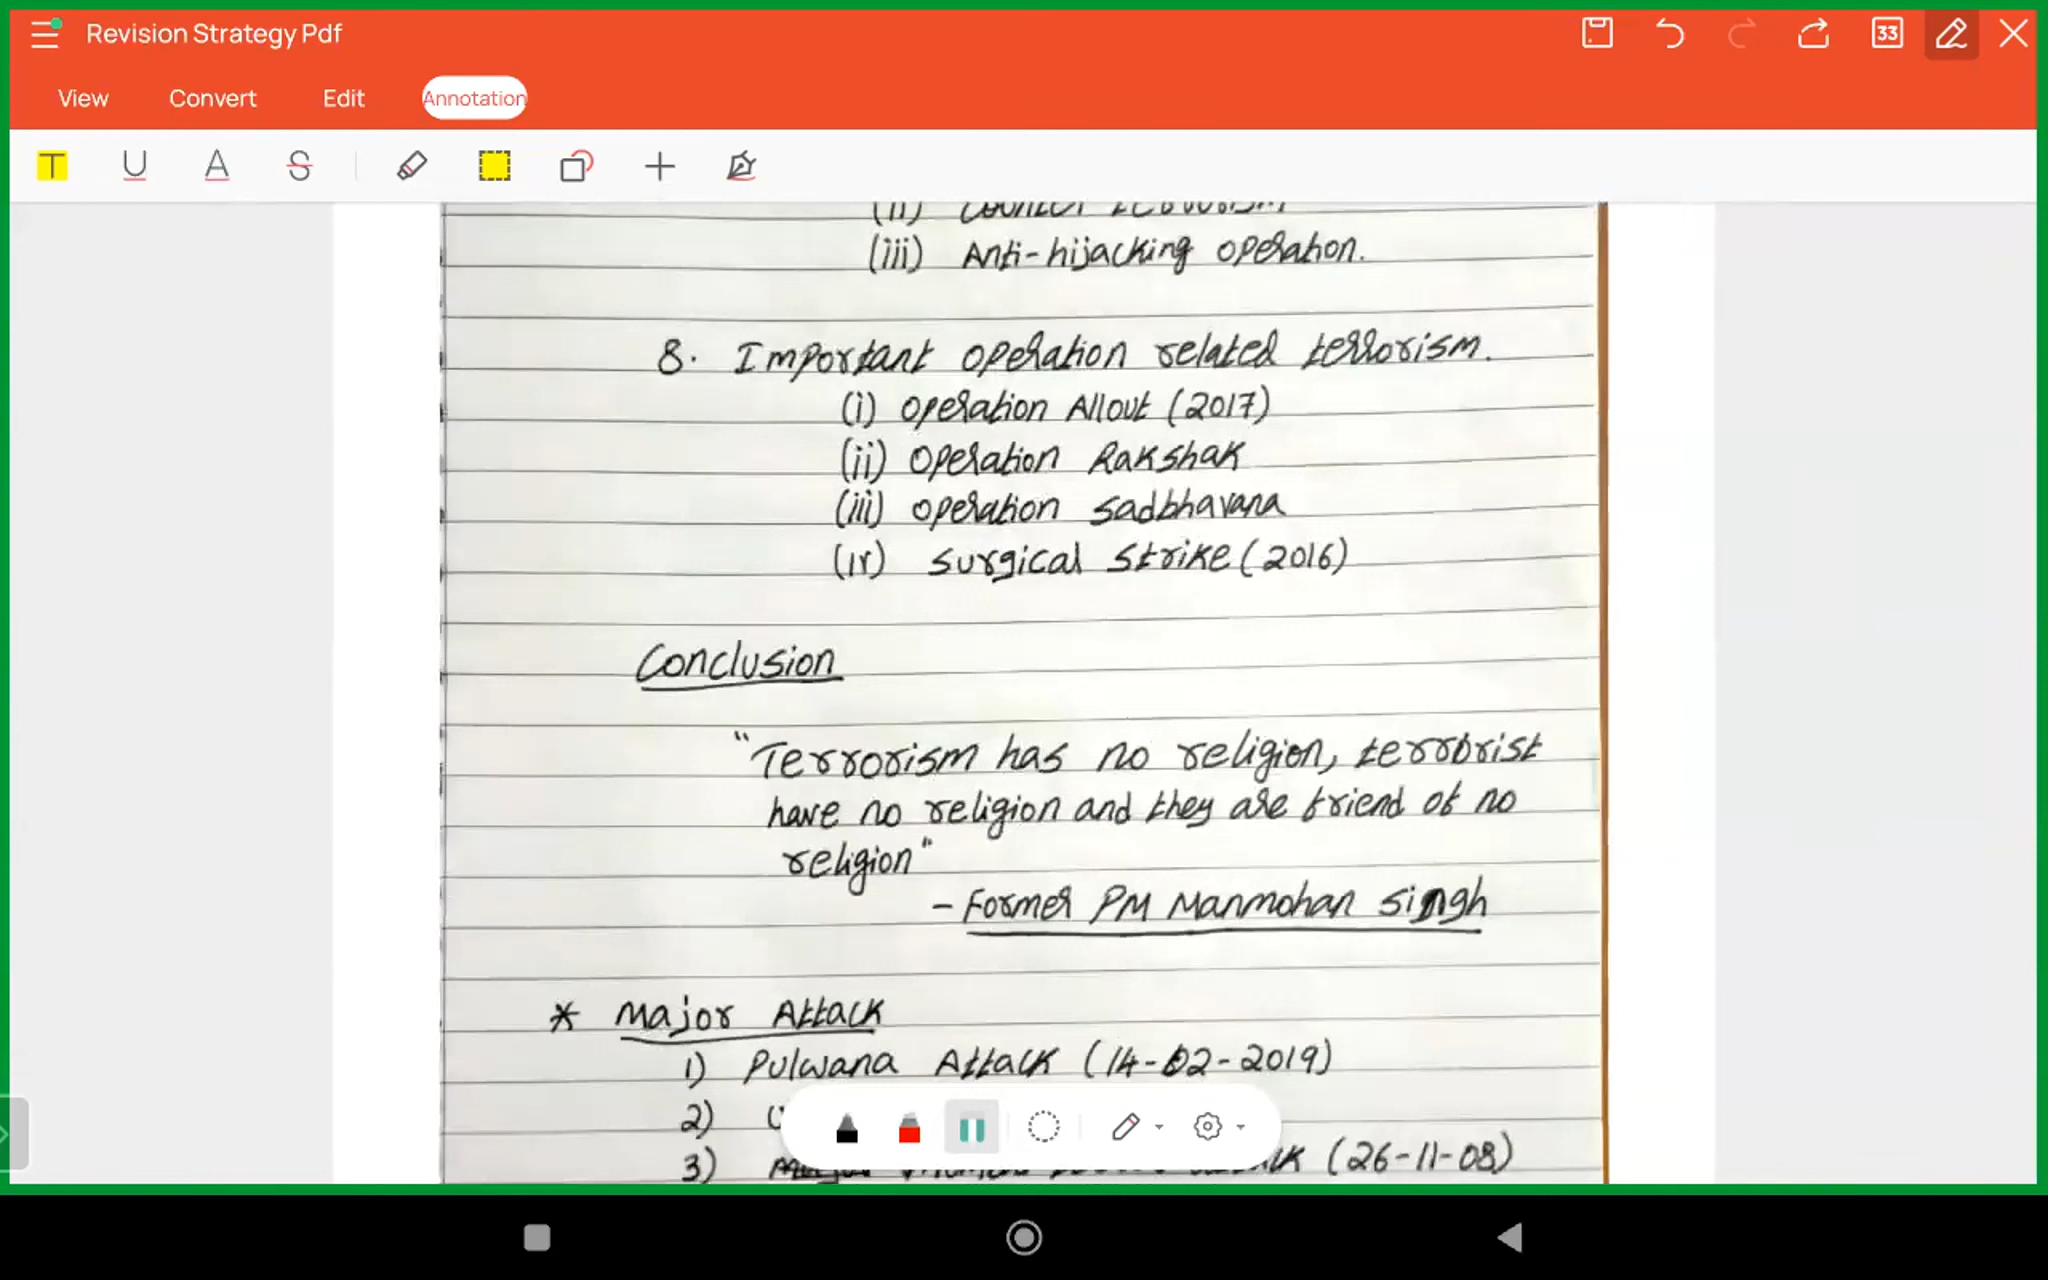 Revision Strategy Pdf
33
View Convert Edit Annotation
T U A S
(ii) Counter
(iii) Anti-hijacking operation.
8. Important operation related terrorism.
(i) Operation Allout (2017)
(ii) Operation Rakshak
(iii) Operation Sadbhavana
(iv) Surgical Strike (2016)
Conclusion
"Terrorism has no religion, terrorist
have no religion and they are friend of no
religion"
- Former PM Manmohan Singh
* Major Attack
1) Pulwana Attack (14-02-2019)
2)
3) (26-11-08)